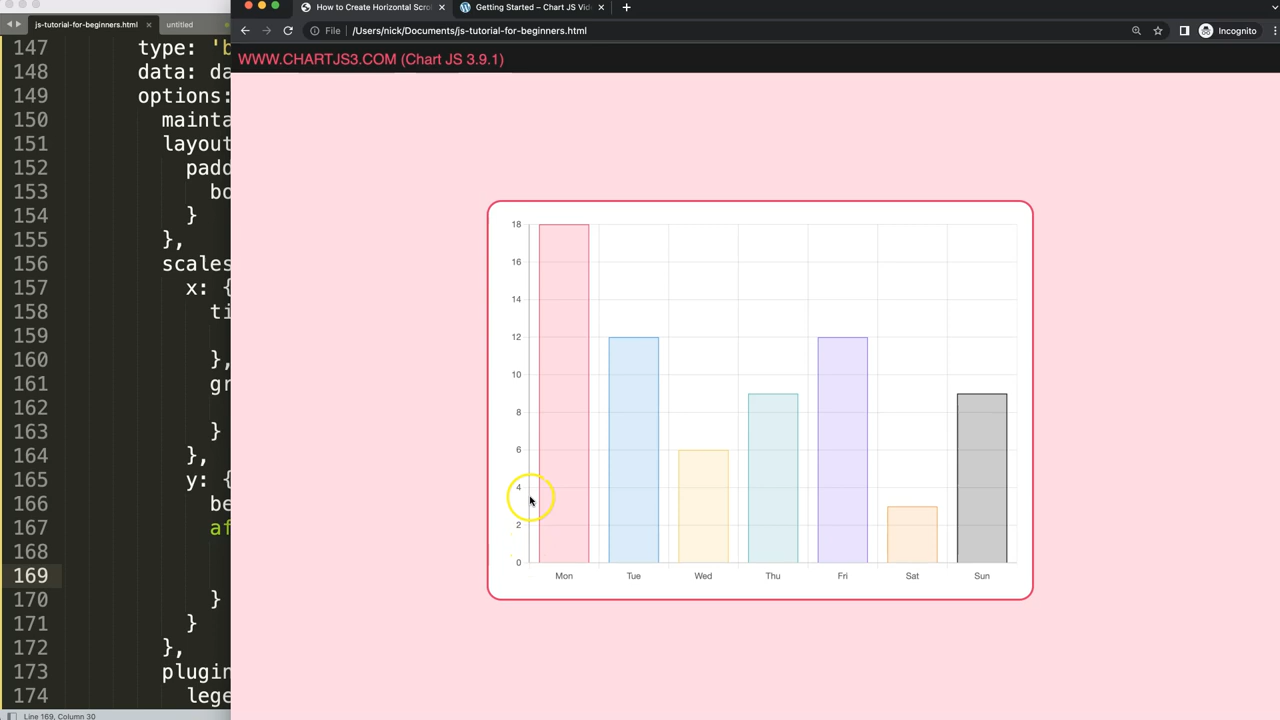 js-tutorial-for-beginners.html
untitled
147 type: 'b
148 data: da
149 options:
150 mainta
151 layout
152 padd
153 bo
154 }
155 },
156 scales
157 x: {
158 ti
159
160 },
161 gr
162
163 }
164 },
165 y: {
166 be
167 af
168
169
170 }
171 }
172 },
173 plugin
174 lege
Line 169, Column 30
How to Create Horizontal Scrol
Getting Started – Chart JS Vid
File /Users/nick/Documents/js-tutorial-for-beginners.html
Incognito
WWW.CHARTJS3.COM (Chart JS 3.9.1)
18
16
14
12
10
8
6
4
2
0
Mon Tue Wed Thu Fri Sat Sun